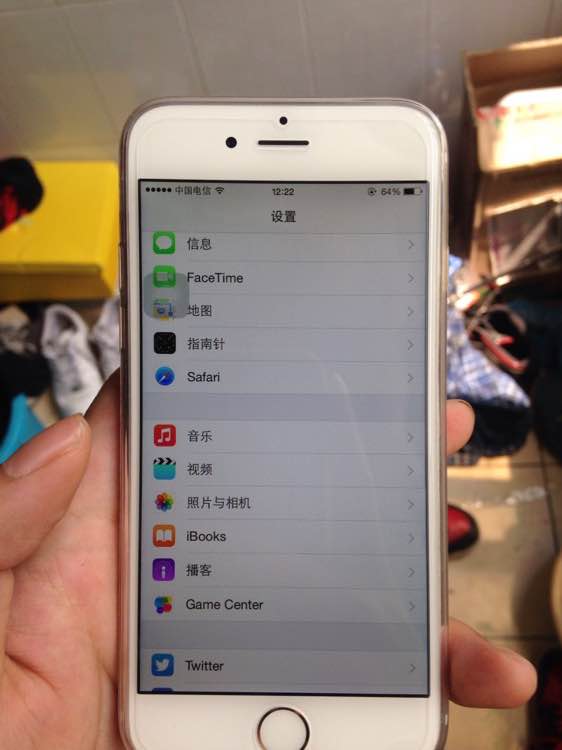 中国电信 12:22 64%
设置
信息
FaceTime
地图
指南针
Safari
音乐
视频
照片与相机
iBooks
播客
Game Center
Twitter